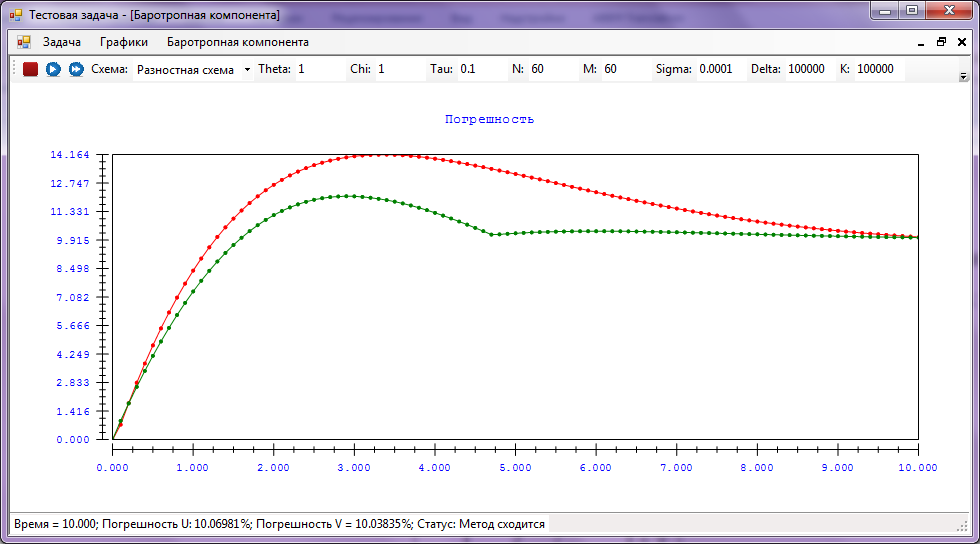 Тестовая задача - [Баротропная компонента]
Задача Графики Баротропная компонента
Схема: Разностная схема Theta: 1 Chi: 1 Tau: 0.1 N: 60 M: 60 Sigma: 0.0001 Delta: 100000 K: 100000
Погрешность
14.164
12.747
11.331
9.915
8.498
7.082
5.666
4.249
2.833
1.416
0.000
0.000 1.000 2.000 3.000 4.000 5.000 6.000 7.000 8.000 9.000 10.000
Время = 10.000; Погрешность U: 10.06981%; Погрешность V = 10.03835%; Статус: Метод сходится